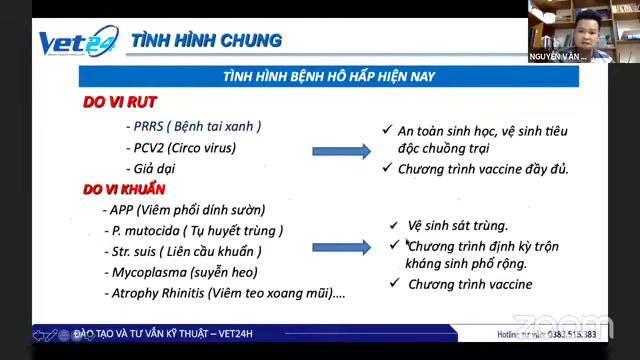 Vet24
TÌNH HÌNH CHUNG
NGUYỄN VĂN ...
TÌNH HÌNH BỆNH HÔ HẤP HIỆN NAY
DO VI RUT
- PRRS ( Bệnh tai xanh )
- PCV2 (Circo virus)
- Giả dại
✓ An toàn sinh học, vệ sinh tiêu
độc chuồng trại
✓ Chương trình vaccine đầy đủ.
DO VI KHUẨN
- APP (Viêm phổi dính sườn)
- P. mutocida ( Tụ huyết trùng )
- Str. suis ( Liên cầu khuẩn )
- Mycoplasma (suyễn heo)
- Atrophy Rhinitis (Viêm teo xoang mũi)....
✓ Vệ sinh sát trùng.
✓ Chương trình định kỳ trộn
kháng sinh phổ rộng.
✓ Chương trình vaccine
ĐÀO TẠO VÀ TƯ VẤN KỸ THUẬT – VET24H
Hotline tư vấn: 0383.515.383
zoom